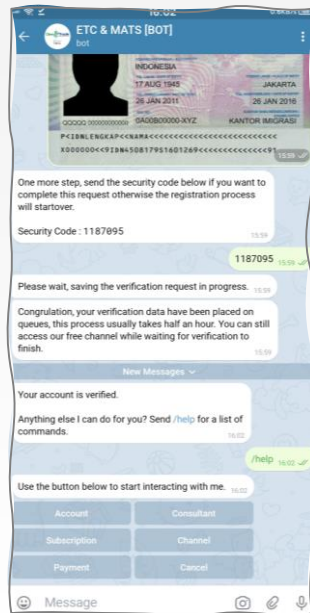 16:02
ETC & MATS [BOT]
bot
INDONESIA
17 AUG 1945
JAKARTA
26 JAN 2011
26 JAN 2016
0A00B09000-XYZ
KANTOR IMIGRASI
P<IDNLENGKAP<<NAMA<<<<<<<<<<<<<<<<<<<<<<<<<<
15:59
One more step, send the security code below if you want to
complete this request otherwise the registration process
will startover.
Security Code : 1187095
15:59
1187095 15:59
Please wait, saving the verification request in progress. 15:59
Congrulation, your verification data have been placed on
queues, this process usually takes half an hour. You can still
access our free channel while waiting for verification to
finish.
15:59
New Messages
Your account is verified.
Anything else I can do for you? Send /help for a list of
commands.
16:02
/help 16:02
Use the button below to start interacting with me. 16:02
Account
Consultant
Subscription
Channel
Payment
Cancel
Message